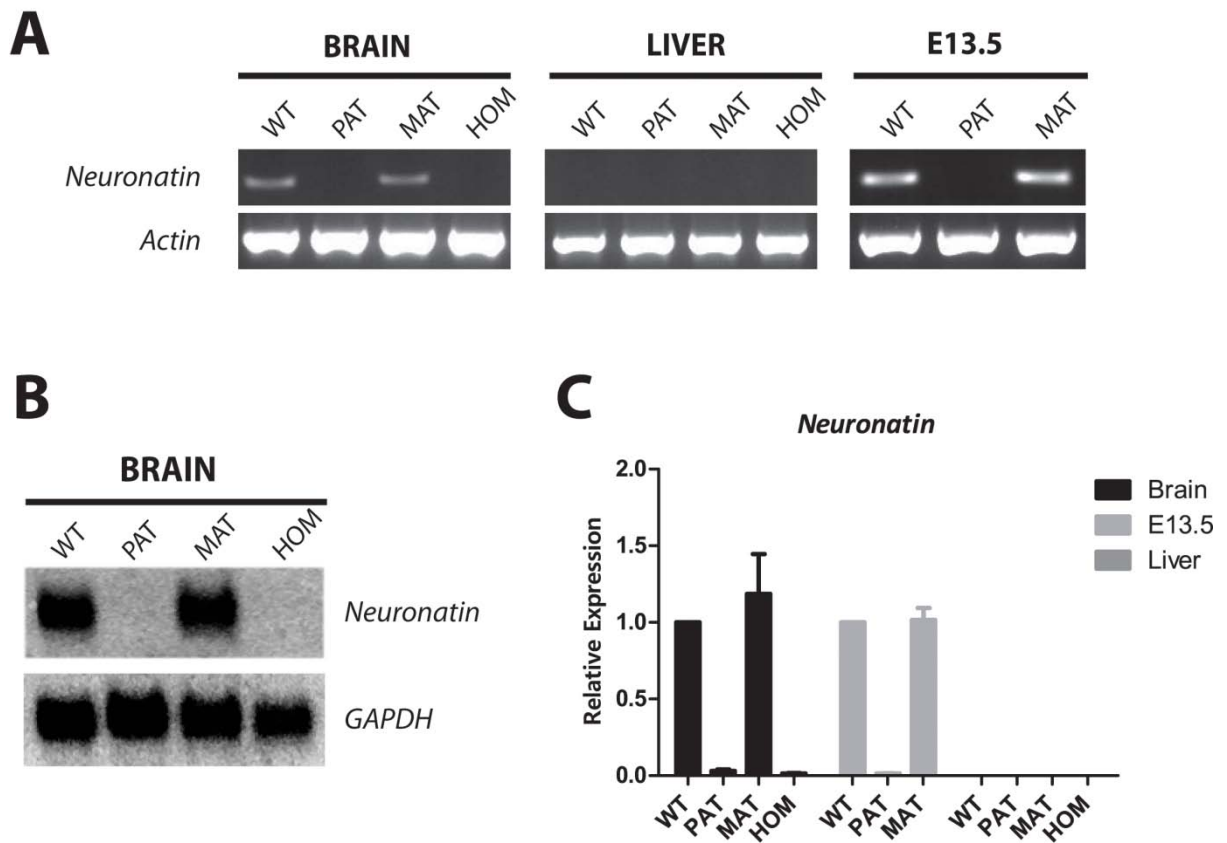 A
BRAIN
LIVER
E13.5
WT PAT MAT HOM
WT PAT MAT HOM
WT PAT MAT
Neuronatin
Actin
B
BRAIN
WT PAT MAT HOM
Neuronatin
GAPDH
C
Neuronatin
Relative Expression
2.0
1.5
1.0
0.5
0.0
WT PAT MAT HOM
WT PAT MAT
WT PAT MAT HOM
Brain
E13.5
Liver